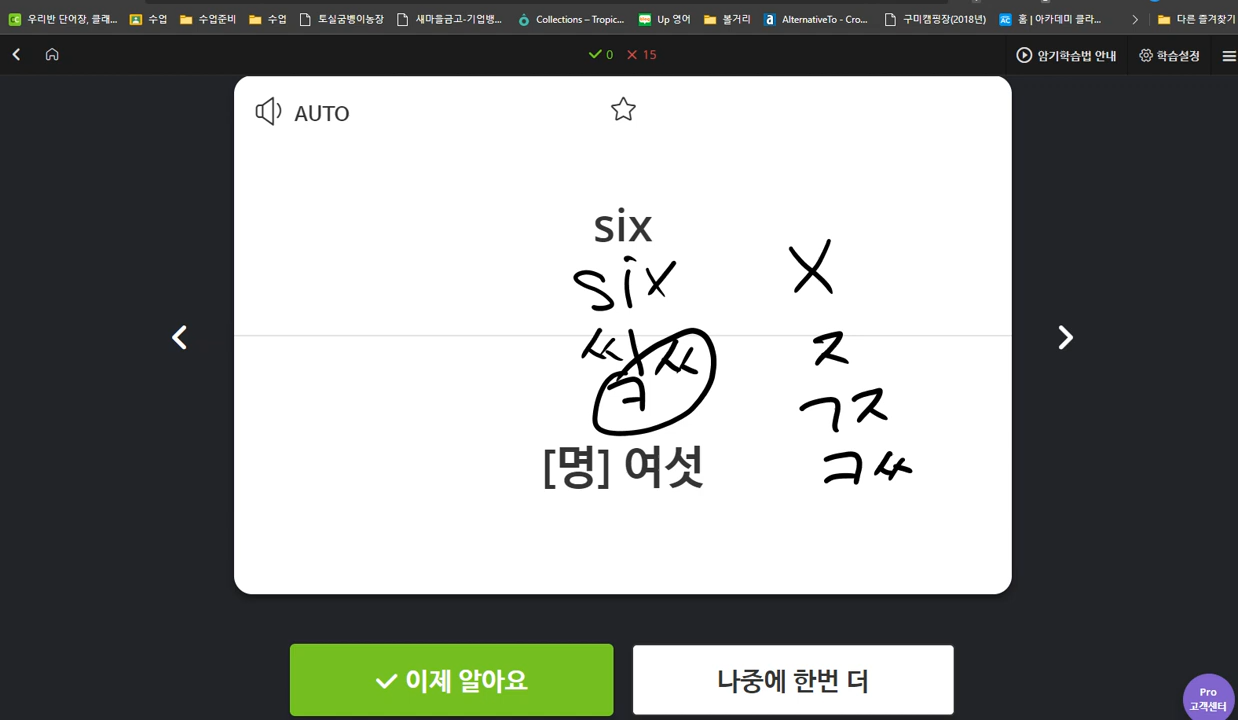 우리반 단어장, 클래... 수업 수업준비 수업 토실굼벵이농장 새마을금고-기업뱅... Collections – Tropic... Up 영어 볼거리 AlternativeTo - Cro... 구미캠핑장(2018년) 홈 | 아카데미 클라... 다른 즐겨찾기
0 15 암기학습법 안내 학습설정
AUTO
six
six X
ㅆㅣㅆ ㅈ
ㅋ ㄱㅈ
[명] 여섯 ㅋㅆ
이제 알아요 나중에 한번 더
Pro
고객센터